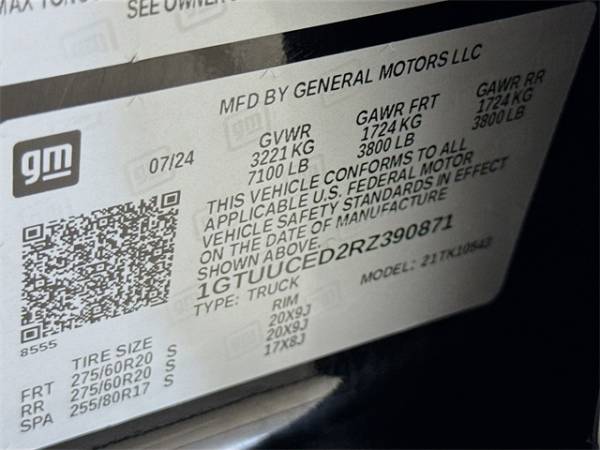 SEE OWNER
MFD BY GENERAL MOTORS LLC
gm
07/24
GVWR GAWR FRT GAWR RR
3221 KG 1724 KG 1724 KG
7100 LB 3800 LB 3800 LB
THIS VEHICLE CONFORMS TO ALL
APPLICABLE U.S. FEDERAL MOTOR
VEHICLE SAFETY STANDARDS IN EFFECT
ON THE DATE OF MANUFACTURE
SHOWN ABOVE.
1GTUUCED2RZ390871
TYPE: TRUCK MODEL: 21TK10543
8555
TIRE SIZE RIM
FRT 275/60R20 S 20X9J
RR 275/60R20 S 20X9J
SPA 255/80R17 S 17X8J